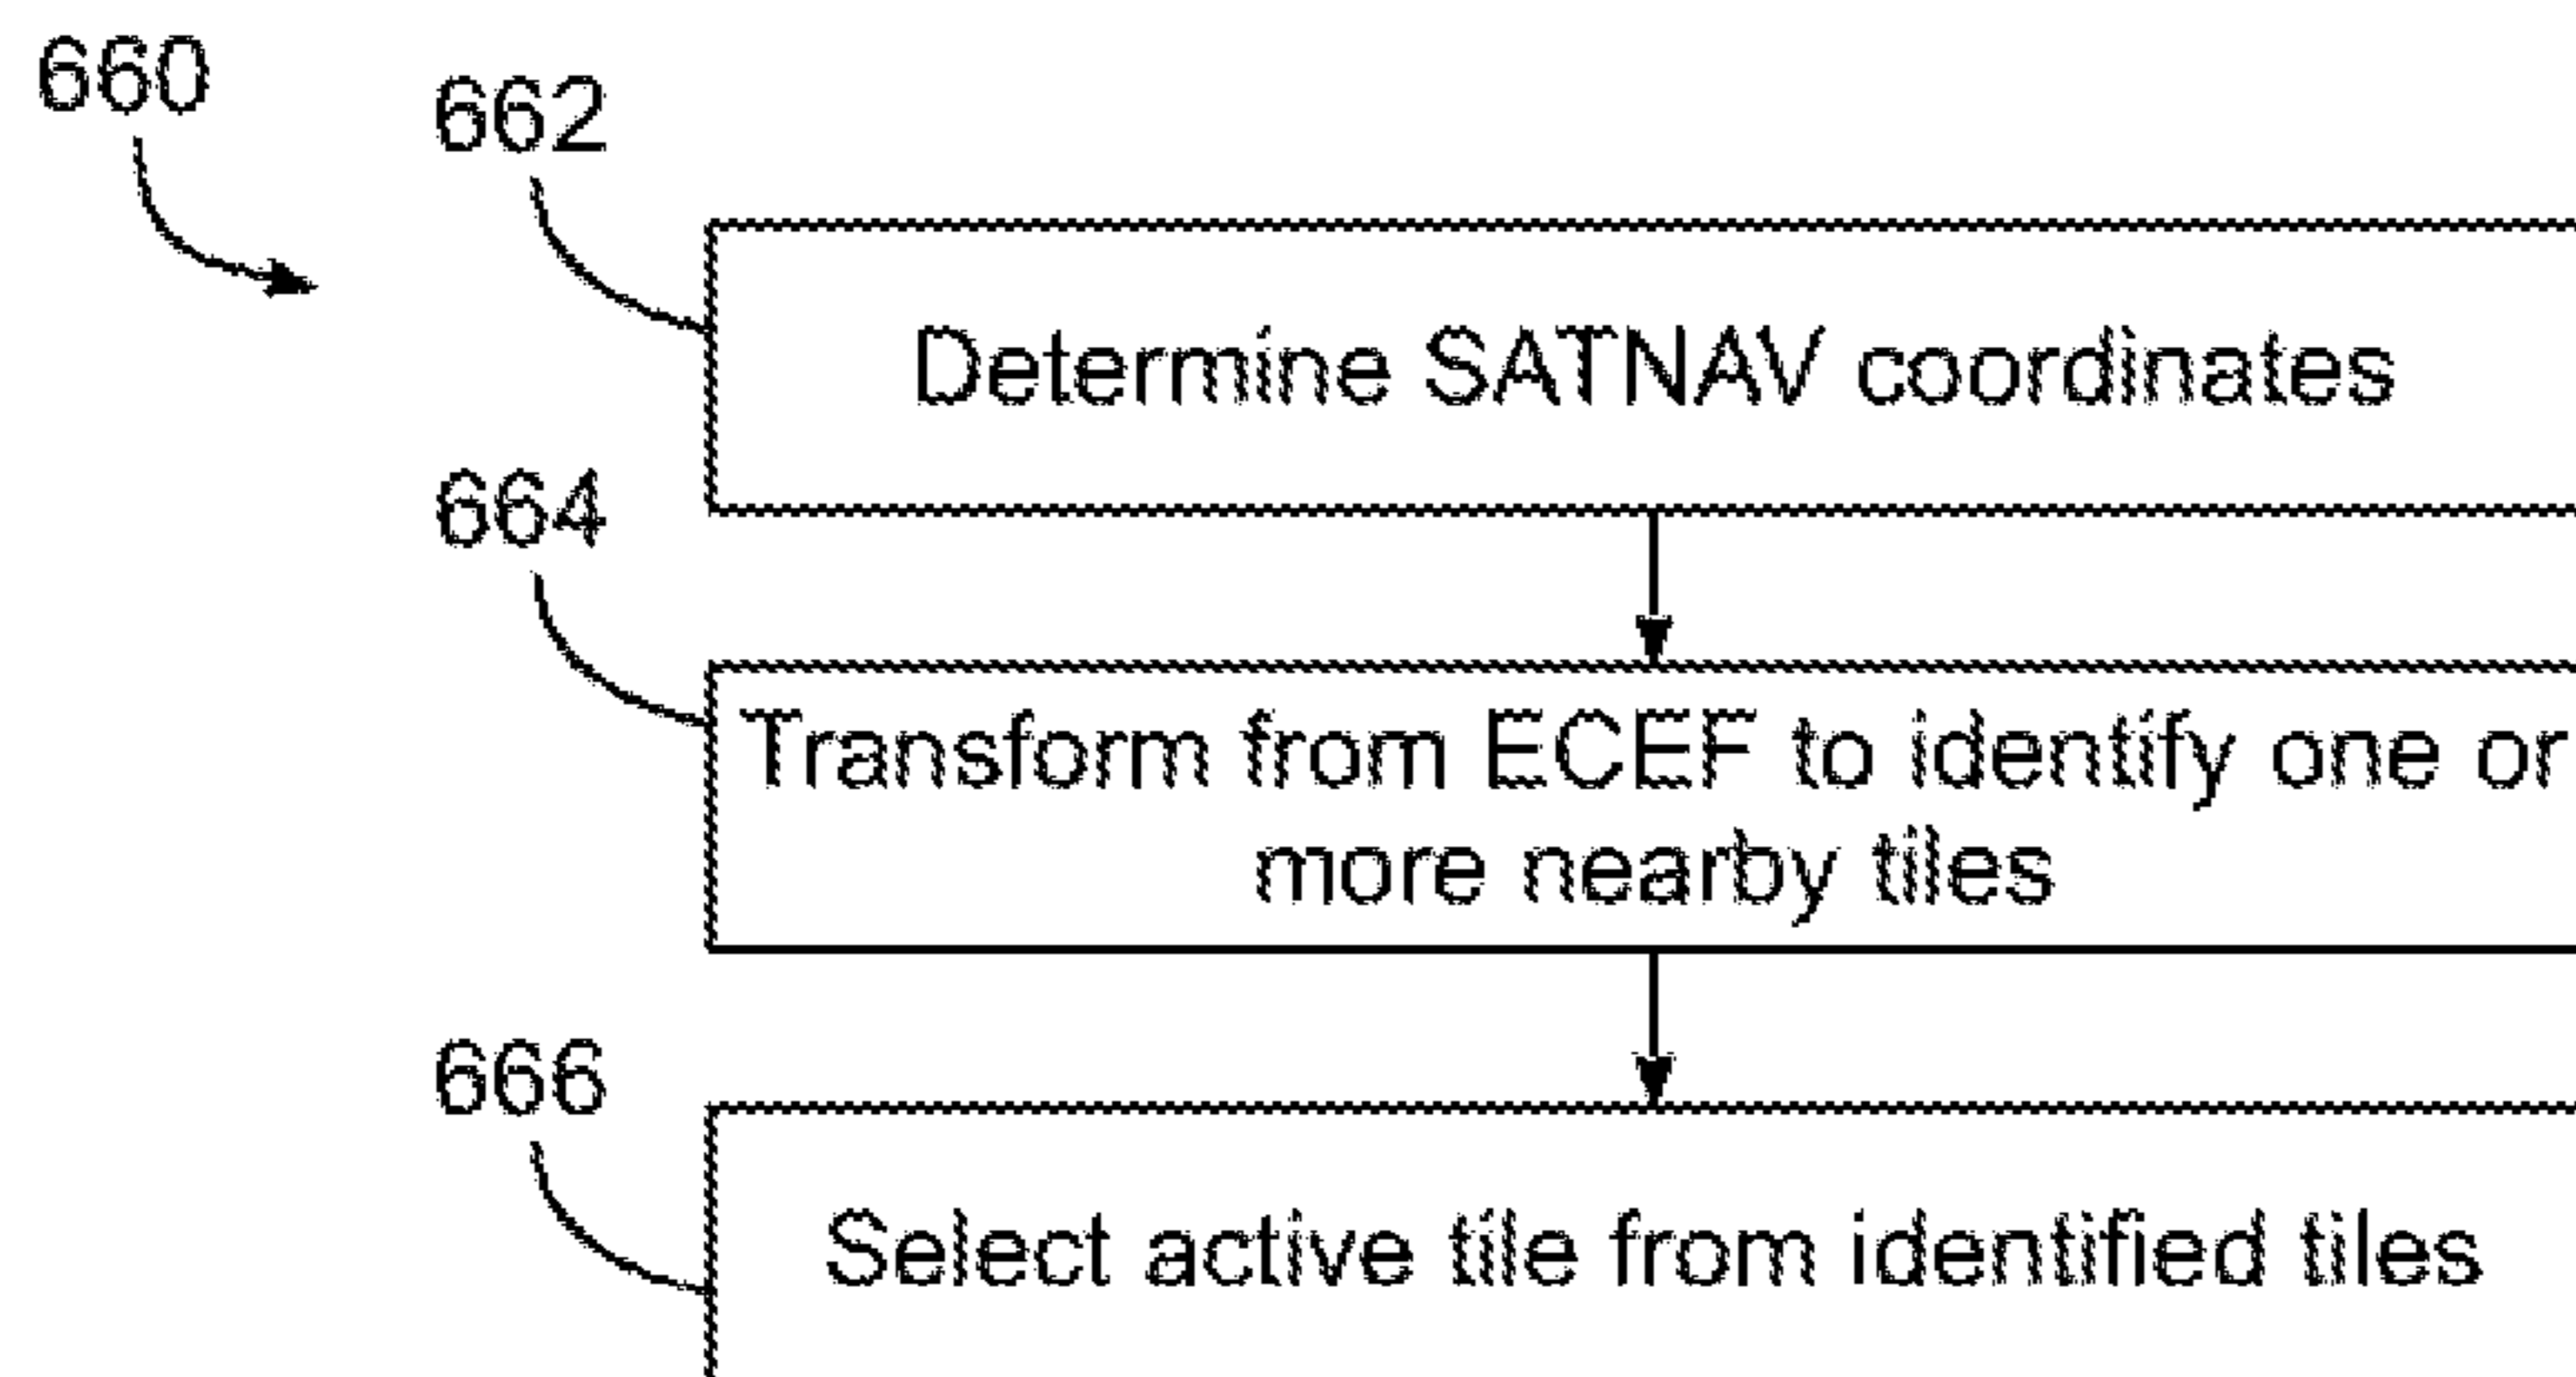 660
662
Determine SATNAV coordinates
664
Transform from ECEF to identify one or
more nearby tiles
666
Select active tile from identified tiles